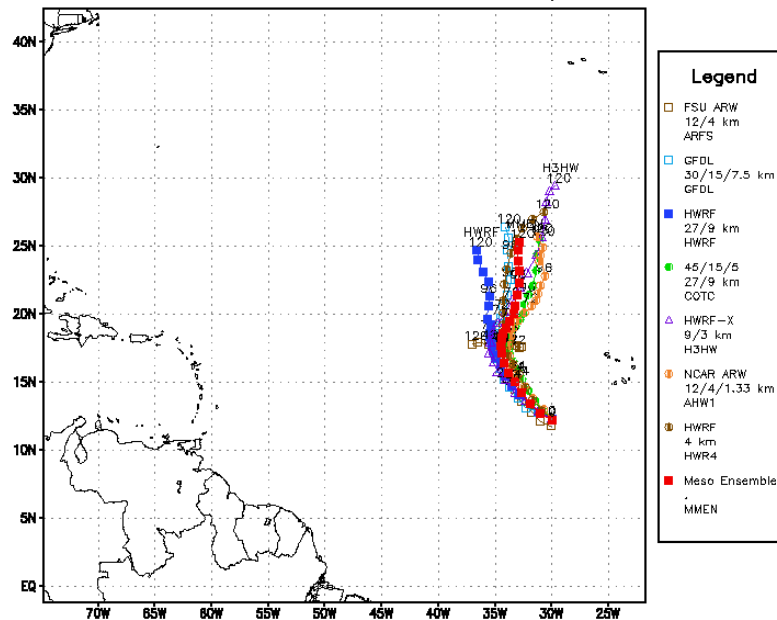 40N
35N
30N
25N
20N
15N
10N
5N
EQ
70W
65W
60W
55W
50W
45W
40W
35W
30W
25W
H3HW
120
120
HWRF
120
120
120
96
Legend
FSU ARW
12/4 km
ARFS
GFDL
30/15/7.5 km
GFDL
HWRF
27/9 km
HWRF
45/15/5
27/9 km
COTC
HWRF-X
9/3 km
H3HW
NCAR ARW
12/4/1.33 km
AHW1
HWRF
4 km
HWR4
Meso Ensemble
.
MMEN